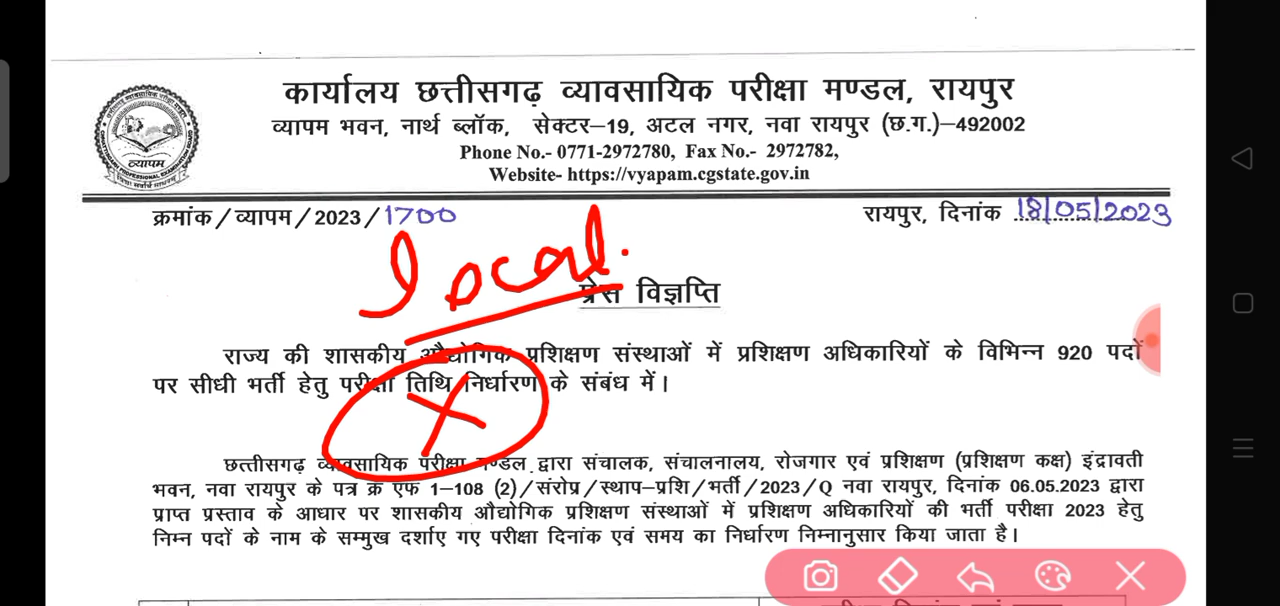 कार्यालय छत्तीसगढ़ व्यावसायिक परीक्षा मण्डल, रायपुर
व्यापम भवन, नार्थ ब्लॉक, सेक्टर–19, अटल नगर, नवा रायपुर (छ.ग.)–492002
Phone No.- 0771-2972780, Fax No.- 2972782,
Website- https://vyapam.cgstate.gov.in
व्यापम
क्रमांक/व्यापम/2023/1700 रायपुर, दिनांक 18/05/2023
local.
प्रेस विज्ञप्ति
राज्य की शासकीय औद्योगिक प्रशिक्षण संस्थाओं में प्रशिक्षण अधिकारियों के विभिन्न 920 पदों
पर सीधी भर्ती हेतु परीक्षा तिथि निर्धारण के संबंध में।
छत्तीसगढ़ व्यावसायिक परीक्षा मण्डल द्वारा संचालक, संचालनालय, रोजगार एवं प्रशिक्षण (प्रशिक्षण कक्ष) इंद्रावती
भवन, नवा रायपुर के पत्र क्र एफ 1–108 (2)/संरोप्र/स्थाप–प्रशि/भर्ती/2023/Q नवा रायपुर, दिनांक 06.05.2023 द्वारा
प्राप्त प्रस्ताव के आधार पर शासकीय औद्योगिक प्रशिक्षण संस्थाओं में प्रशिक्षण अधिकारियों की भर्ती परीक्षा 2023 हेतु
निम्न पदों के नाम के सम्मुख दर्शाए गए परीक्षा दिनांक एवं समय का निर्धारण निम्नानुसार किया जाता है।